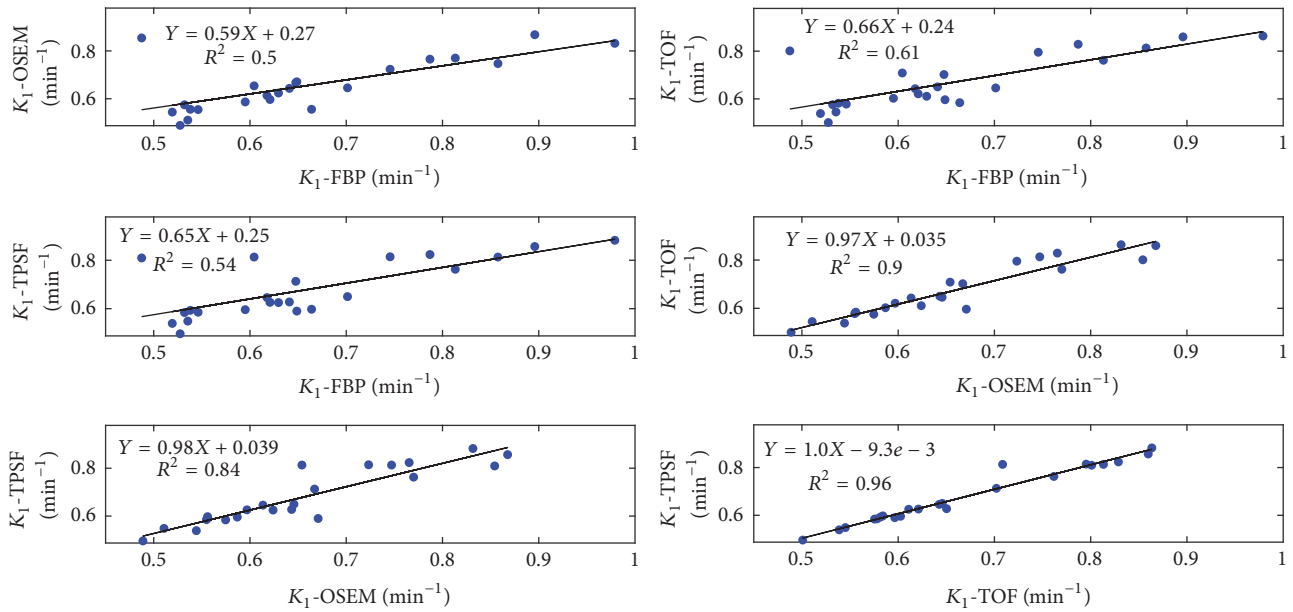 Y = 0.59X + 0.27
R² = 0.5
K₁-OSEM
(min⁻¹)
0.8
0.6
0.5 0.6 0.7 0.8 0.9 1
K₁-FBP (min⁻¹)
Y = 0.66X + 0.24
R² = 0.61
K₁-TOF
(min⁻¹)
0.8
0.6
0.5 0.6 0.7 0.8 0.9 1
K₁-FBP (min⁻¹)
Y = 0.65X + 0.25
R² = 0.54
K₁-TPSF
(min⁻¹)
0.8
0.6
0.5 0.6 0.7 0.8 0.9 1
K₁-FBP (min⁻¹)
Y = 0.97X + 0.035
R² = 0.9
K₁-TOF
(min⁻¹)
0.8
0.6
0.5 0.6 0.7 0.8 0.9 1
K₁-OSEM (min⁻¹)
Y = 0.98X + 0.039
R² = 0.84
K₁-TPSF
(min⁻¹)
0.8
0.6
0.5 0.6 0.7 0.8 0.9 1
K₁-OSEM (min⁻¹)
Y = 1.0X − 9.3e − 3
R² = 0.96
K₁-TPSF
(min⁻¹)
0.8
0.6
0.5 0.6 0.7 0.8 0.9 1
K₁-TOF (min⁻¹)